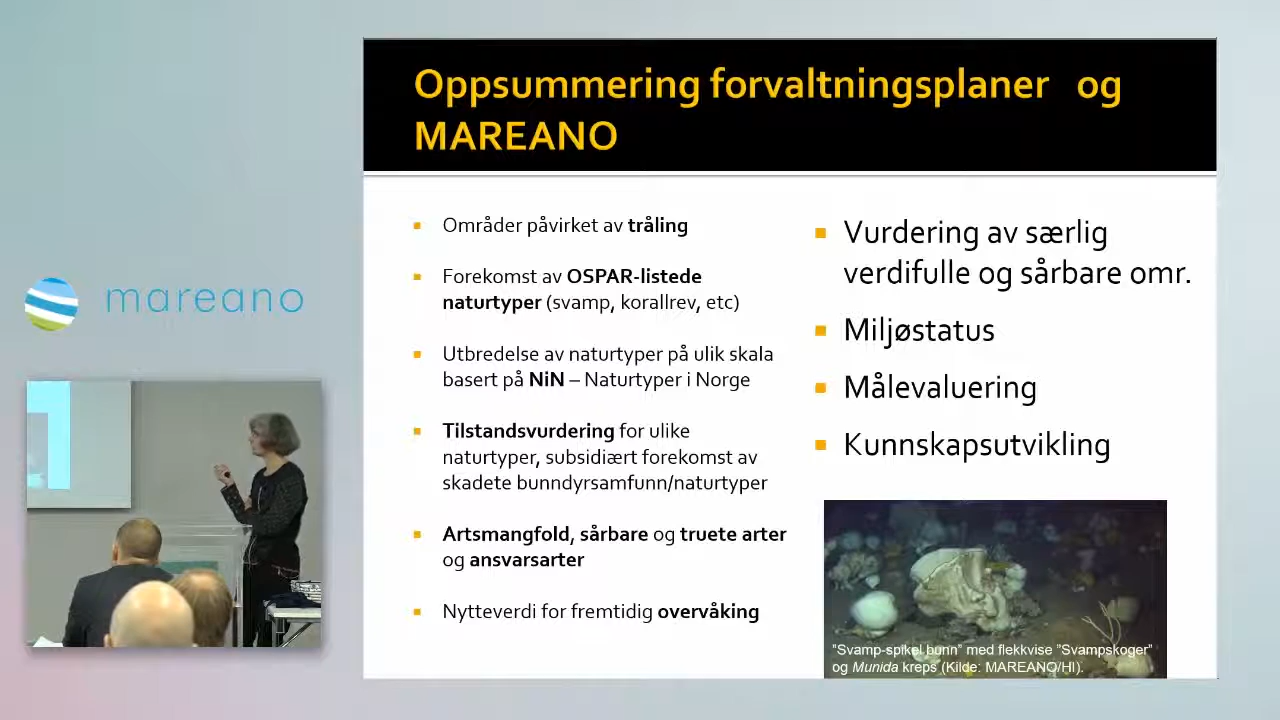 Oppsummering forvaltningsplaner og
MAREANO
Områder påvirket av tråling
Forekomst av OSPAR-listede
naturtyper (svamp, korallrev, etc)
Utbredelse av naturtyper på ulik skala
basert på NiN – Naturtyper i Norge
Tilstandsvurdering for ulike
naturtyper, subsidiært forekomst av
skadete bunndyrsamfunn/naturtyper
Artsmangfold, sårbare og truete arter
og ansvarsarter
Nytteverdi for fremtidig overvåking
Vurdering av særlig
verdifulle og sårbare omr.
Miljøstatus
Målevaluering
Kunnskapsutvikling
"Svamp-spikel bunn" med flekkvise "Svampskoger"
og Munida kreps (Kilde: MAREANO/HI).
mareano